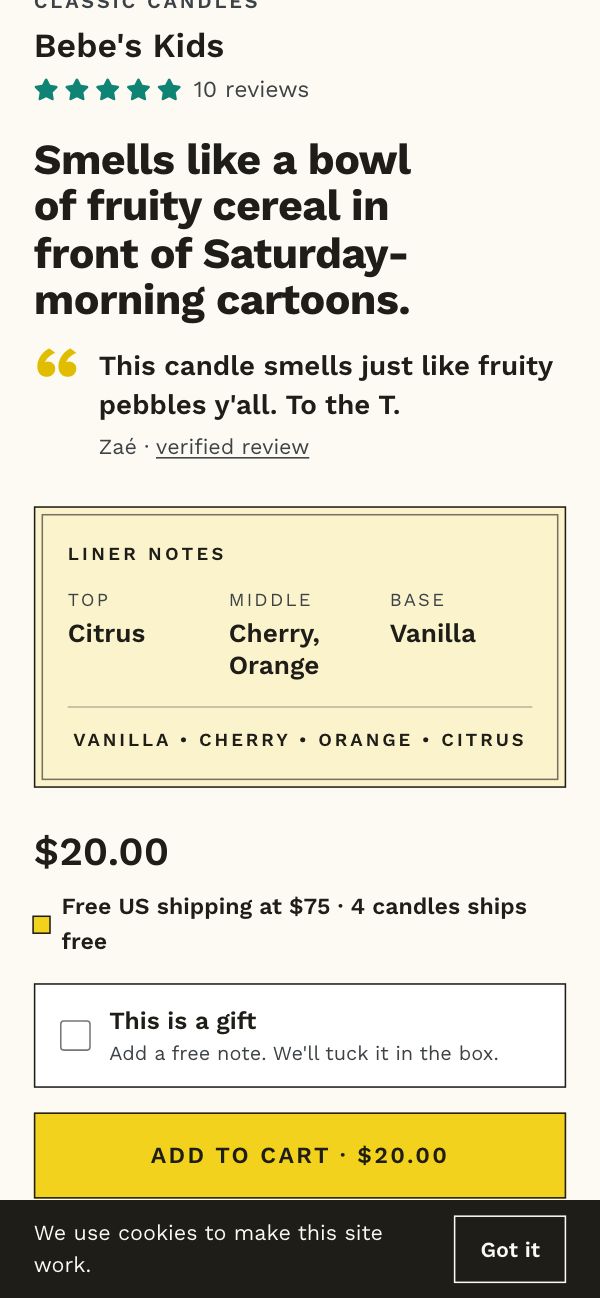 CLASSIC CANDLES
Bebe's Kids
10 reviews
Smells like a bowl
of fruity cereal in
front of Saturday-
morning cartoons.
“ This candle smells just like fruity
pebbles y'all. To the T.
Zaé · verified review
LINER NOTES
TOP MIDDLE BASE
Citrus Cherry, Vanilla
Orange
VANILLA • CHERRY • ORANGE • CITRUS
$20.00
Free US shipping at $75 · 4 candles ships
free
This is a gift
Add a free note. We'll tuck it in the box.
ADD TO CART · $20.00
We use cookies to make this site
work.
Got it